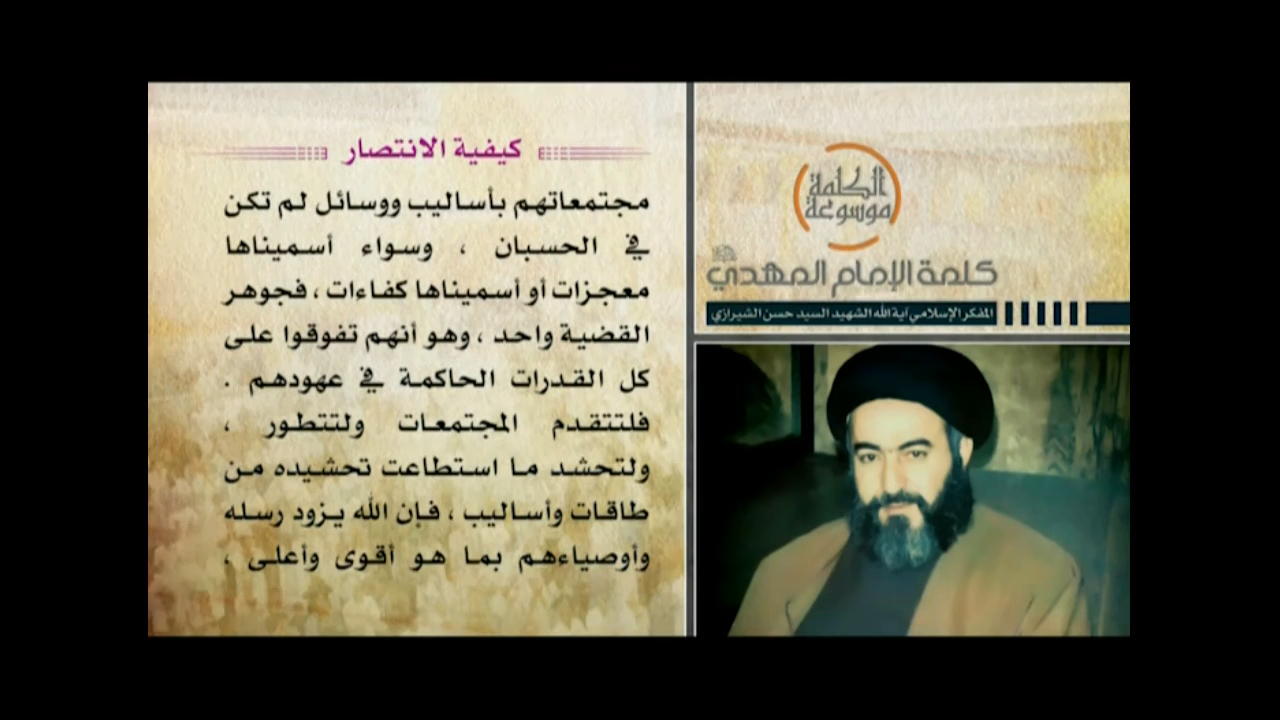 كيفية الانتصار
مجتمعاتهم بأساليب ووسائل لم تكن
في الحسبان ، وسواء أسميناها
معجزات أو أسميناها كفاءات ، فجوهر
القضية واحد ، وهو أنهم تفوقوا على
كل القدرات الحاكمة في عهودهم .
فلتتقدم المجتمعات ولتتطور ،
ولتحشد ما استطاعت تحشيده من
طاقات وأساليب ، فإن الله يزود رسله
وأوصياءهم بما هو أقوى وأعلى ،
الكلمة
موسوعة
كلمة الإمام المهدي
المفكر الإسلامي آية الله الشهيد السيد حسن الشيرازي